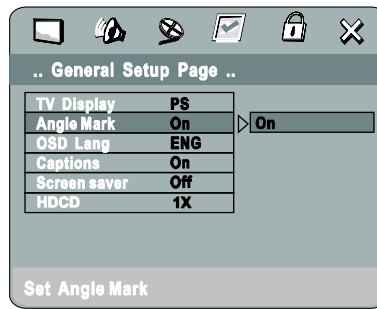 .. General Setup Page ..
TV Display PS
Angle Mark On On
OSD Lang ENG
Captions On
Screen saver Off
HDCD 1X
Set Angle Mark